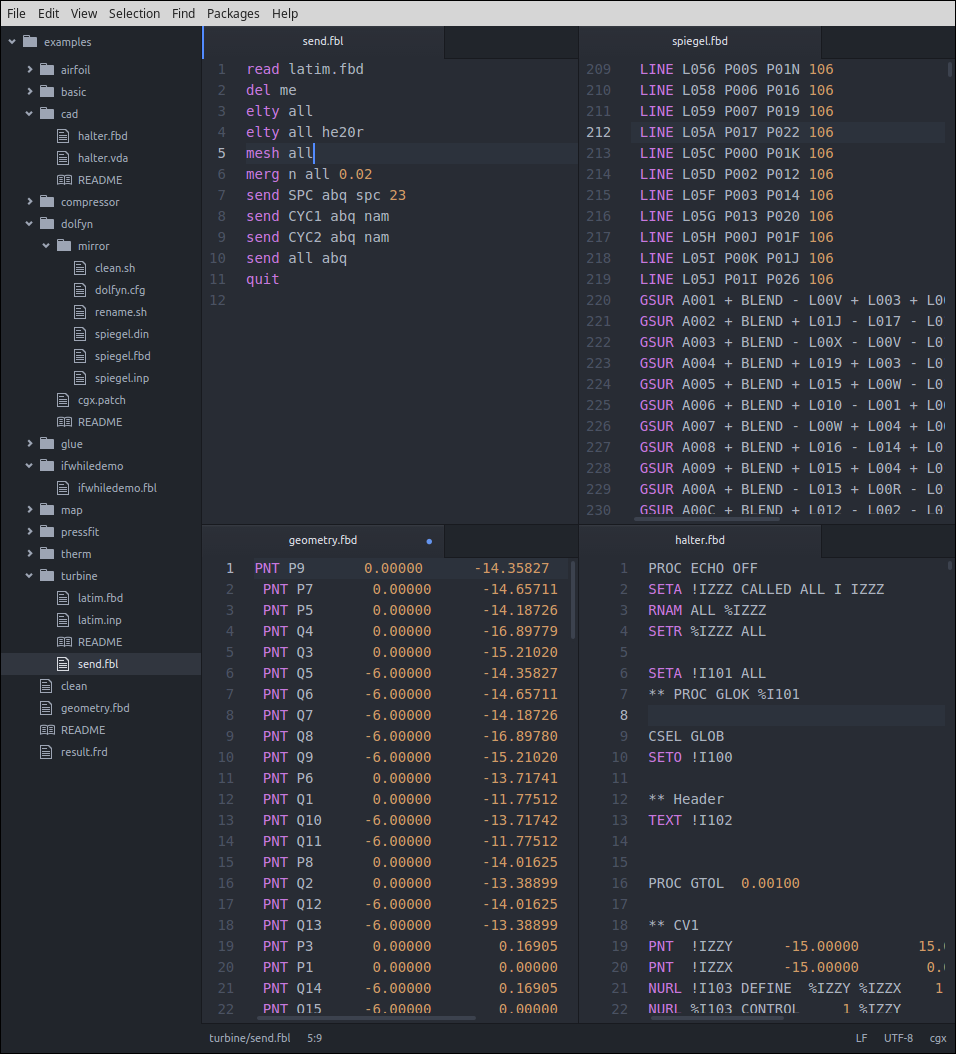 File Edit View Selection Find Packages Help
examples
airfoil
basic
cad
halter.fbd
halter.vda
README
compressor
dolfyn
mirror
clean.sh
dolfyn.cfg
rename.sh
spiegel.din
spiegel.fbd
spiegel.inp
cgx.patch
README
glue
ifwhiledemo
ifwhiledemo.fbl
map
pressfit
therm
turbine
latim.fbd
latim.inp
README
send.fbl
clean
geometry.fbd
README
result.frd
send.fbl
1 read latim.fbd
2 del me
3 elty all
4 elty all he20r
5 mesh all
6 merg n all 0.02
7 send SPC abq spc 23
8 send CYC1 abq nam
9 send CYC2 abq nam
10 send all abq
11 quit
12
spiegel.fbd
209 LINE L056 P00S P01N 106
210 LINE L058 P006 P016 106
211 LINE L059 P007 P019 106
212 LINE L05A P017 P022 106
213 LINE L05C P00O P01K 106
214 LINE L05D P002 P012 106
215 LINE L05F P003 P014 106
216 LINE L05G P013 P020 106
217 LINE L05H P00J P01F 106
218 LINE L05I P00K P01J 106
219 LINE L05J P01I P026 106
220 GSUR A001 + BLEND - L00V + L003 + L00
221 GSUR A002 + BLEND + L01J - L017 - L0
222 GSUR A003 + BLEND - L00X - L00V - L0
223 GSUR A004 + BLEND + L019 + L003 - L0
224 GSUR A005 + BLEND + L015 + L00W - L0
225 GSUR A006 + BLEND + L010 - L001 + L00
226 GSUR A007 + BLEND - L00W + L004 + L00
227 GSUR A008 + BLEND + L016 - L014 + L0
228 GSUR A009 + BLEND + L015 + L004 + L0
229 GSUR A00A + BLEND - L013 + L00R - L0
230 GSUR A00C + BLEND + L012 - L002 - L0
geometry.fbd
1 PNT P9 0.00000 -14.35827
2 PNT P7 0.00000 -14.65711
3 PNT P5 0.00000 -14.18726
4 PNT Q4 0.00000 -16.89779
5 PNT Q3 0.00000 -15.21020
6 PNT Q5 -6.00000 -14.35827
7 PNT Q6 -6.00000 -14.65711
8 PNT Q7 -6.00000 -14.18726
9 PNT Q8 -6.00000 -16.89780
10 PNT Q9 -6.00000 -15.21020
11 PNT P6 0.00000 -13.71741
12 PNT Q1 0.00000 -11.77512
13 PNT Q10 -6.00000 -13.71742
14 PNT Q11 -6.00000 -11.77512
15 PNT P8 0.00000 -14.01625
16 PNT Q2 0.00000 -13.38899
17 PNT Q12 -6.00000 -14.01625
18 PNT Q13 -6.00000 -13.38899
19 PNT P3 0.00000 0.16905
20 PNT P1 0.00000 0.00000
21 PNT Q14 -6.00000 0.16905
22 PNT Q15 -6.00000 0.00000
halter.fbd
1 PROC ECHO OFF
2 SETA !IZZZ CALLED ALL I IZZZ
3 RNAM ALL %IZZZ
4 SETR %IZZZ ALL
5
6 SETA !I101 ALL
7 ** PROC GLOK %I101
8
9 CSEL GLOB
10 SETO !I100
11
12 ** Header
13 TEXT !I102
14
15
16 PROC GTOL 0.00100
17
18 ** CV1
19 PNT !IZZY -15.00000 15.0
20 PNT !IZZX -15.00000 0.0
21 NURL !I103 DEFINE %IZZY %IZZX 1
22 NURL %I103 CONTROL 1 %IZZY
turbine/send.fbl 5:9 LF UTF-8 cgx